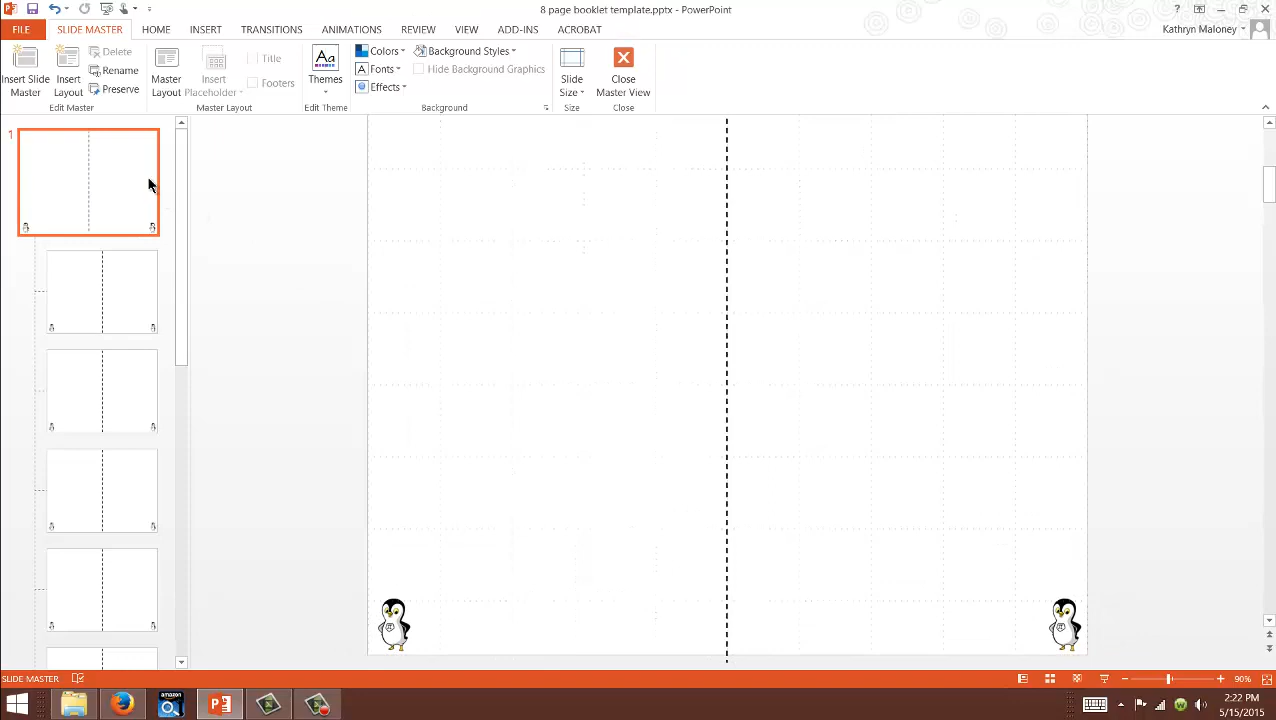 8 page booklet template.pptx - PowerPoint
FILE SLIDE MASTER HOME INSERT TRANSITIONS ANIMATIONS REVIEW VIEW ADD-INS ACROBAT Kathryn Maloney
Insert Slide Master
Insert Layout
Delete
Rename
Preserve
Edit Master
Master Layout
Insert Placeholder
Title
Footers
Master Layout
Themes
Edit Theme
Colors
Fonts
Effects
Background Styles
Hide Background Graphics
Background
Slide Size
Size
Close Master View
Close
1
SLIDE MASTER
90%
amazon
2:22 PM
5/15/2015